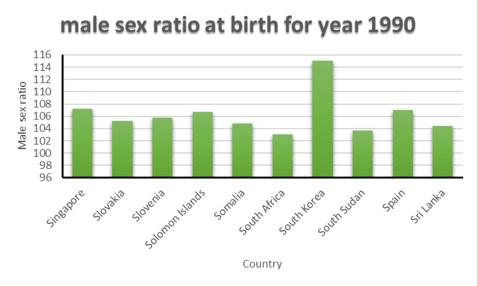 male sex ratio at birth for year 1990
116
114
112
110
108
106
104
102
100
98
96
Male sex ratio
Singapore
Slovakia
Slovenia
Solomon Islands
Somalia
South Africa
South Korea
South Sudan
Spain
Sri Lanka
Country